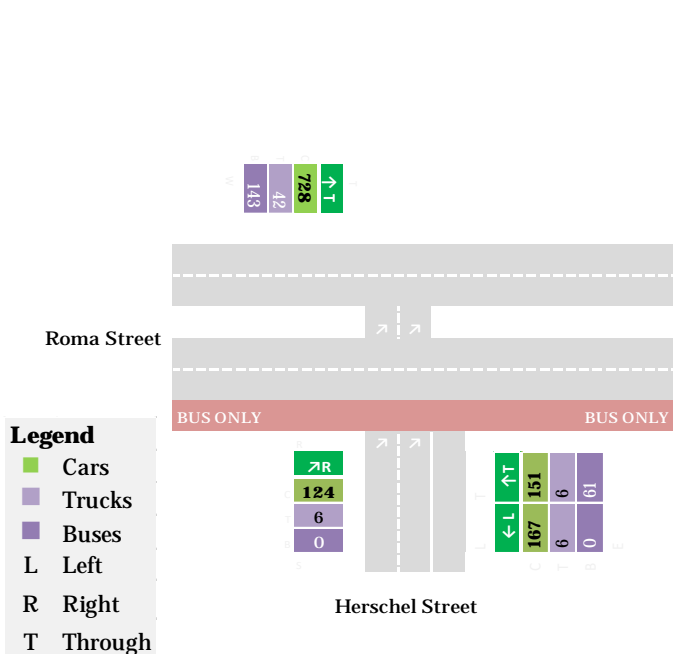 T
728
42
143
W
B
T
C
T
Roma Street
BUS ONLY
BUS ONLY
Legend
Cars
Trucks
Buses
L Left
R Right
T Through
R
R
C 124
T 6
B 0
S
T 151 6 61
L 167 6 0
T
L
C T B
E
Herschel Street